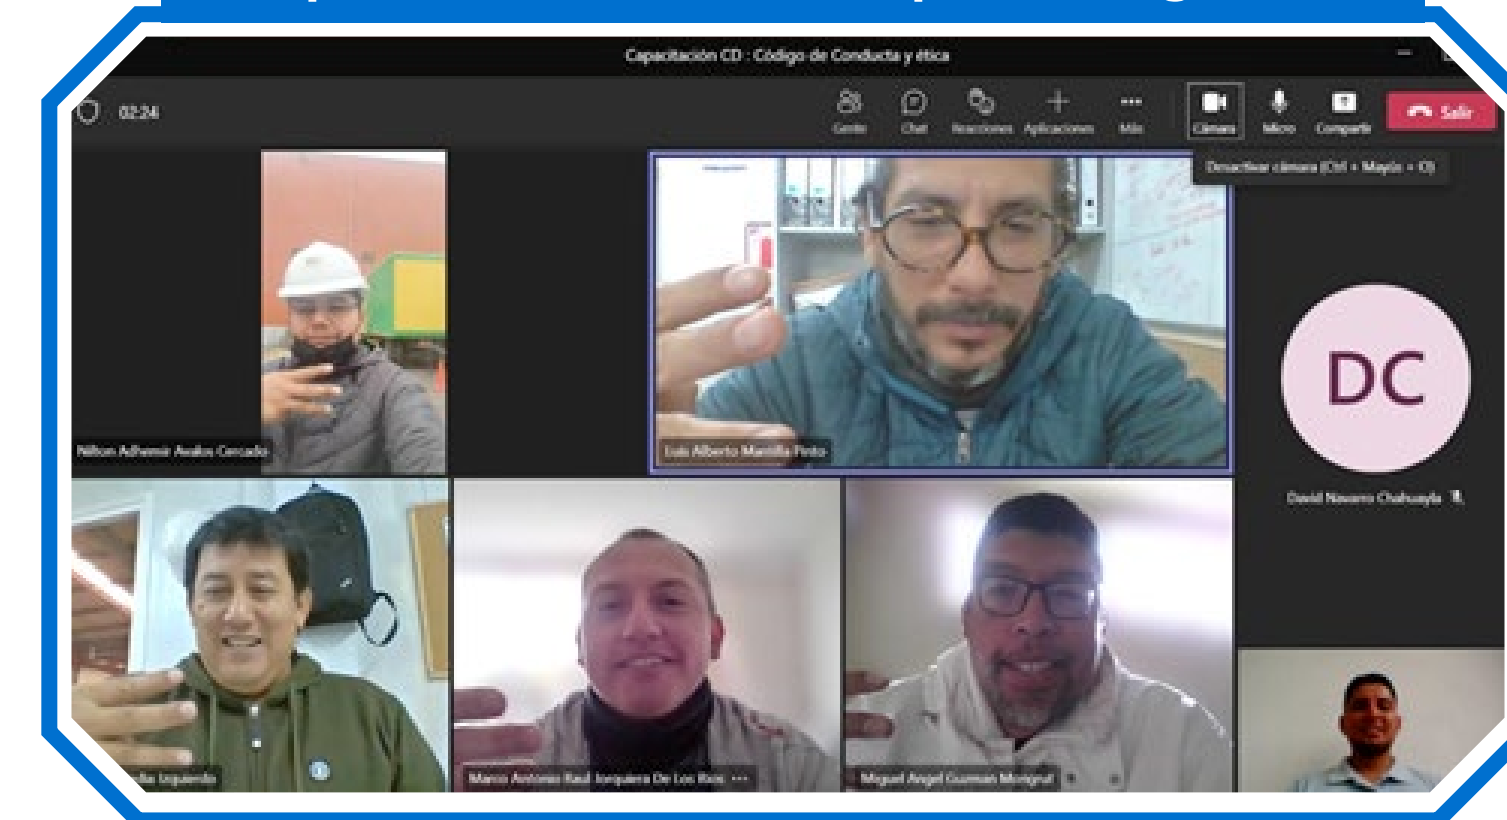 Capacitación CD : Código de Conducta y ética
02:24
Gente
Chat
Reacciones
Aplicaciones
Más
Cámara
Micro
Compartir
Salir
Desactivar cámara (Ctrl + Mayús + O)
Nilton Adhemir Avalos Cercado
Luis Alberto Mantilla Pinto
DC
David Navarro Chahuayla
Izquierdo
Marco Antonio Raul Jorquiera De Los Rios ...
Miguel Angel Guzman Mongrut